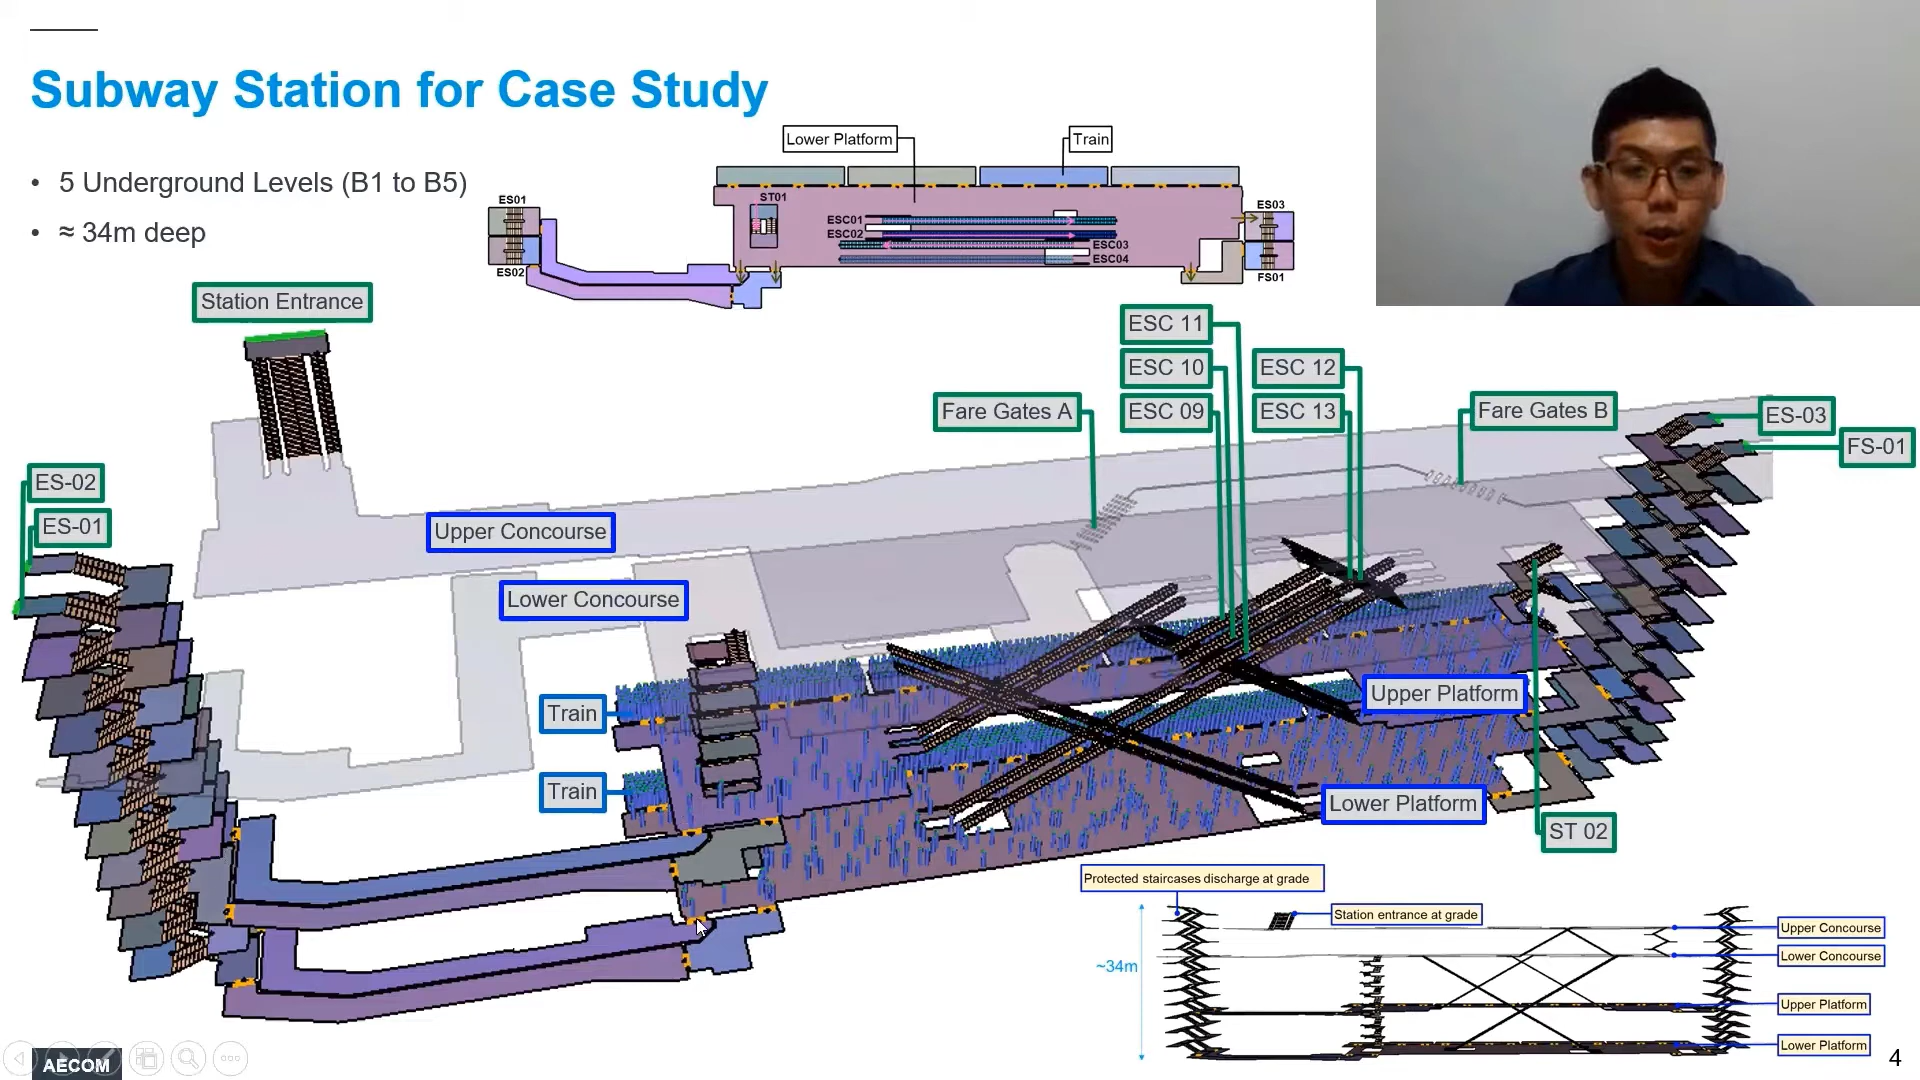 Subway Station for Case Study
• 5 Underground Levels (B1 to B5)
• ≈ 34m deep
Lower Platform
Train
ES01
ES02
ST01
ESC01
ESC02
ESC03
ESC04
ES03
FS01
Station Entrance
ESC 11
ESC 10
ESC 12
Fare Gates A
ESC 09
ESC 13
Fare Gates B
ES-03
FS-01
ES-02
ES-01
Upper Concourse
Lower Concourse
Train
Upper Platform
Train
Lower Platform
ST 02
Protected staircases discharge at grade
Station entrance at grade
~34m
Upper Concourse
Lower Concourse
Upper Platform
Lower Platform
AECOM
4